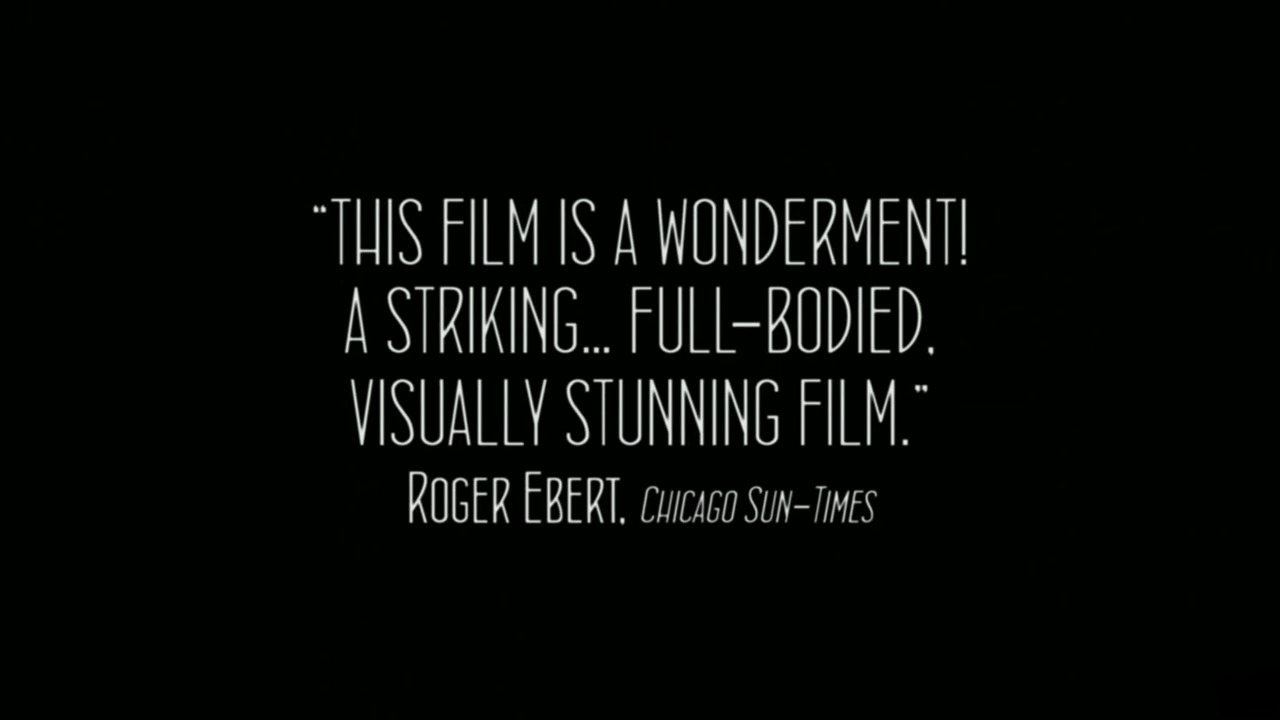 “THIS FILM IS A WONDERMENT!
A STRIKING... FULL-BODIED,
VISUALLY STUNNING FILM.”
ROGER EBERT, CHICAGO SUN-TIMES